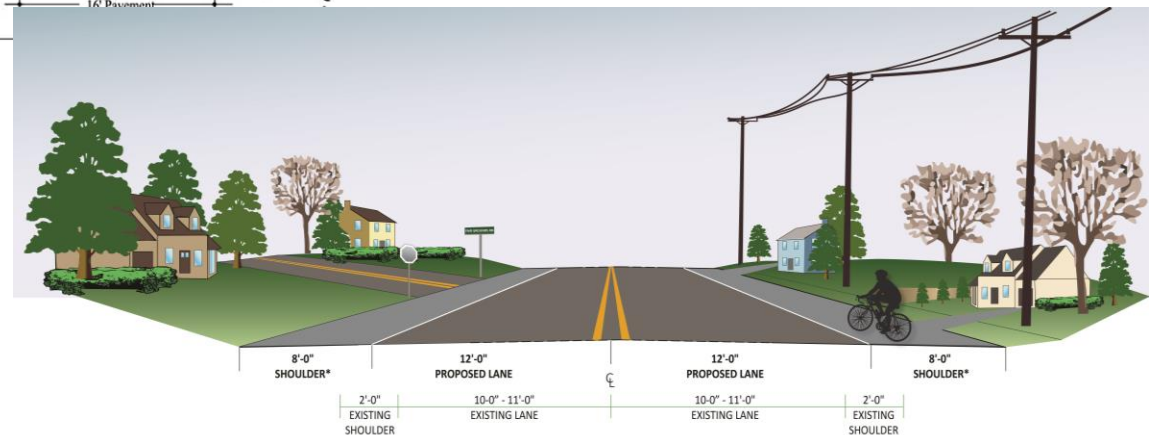 16' Pavement
8'-0" 12'-0" 12'-0" 8'-0"
SHOULDER* PROPOSED LANE PROPOSED LANE SHOULDER*
℄
2'-0" 10-0" - 11'-0" 10-0" - 11'-0" 2'-0"
EXISTING EXISTING LANE EXISTING LANE EXISTING
SHOULDER SHOULDER